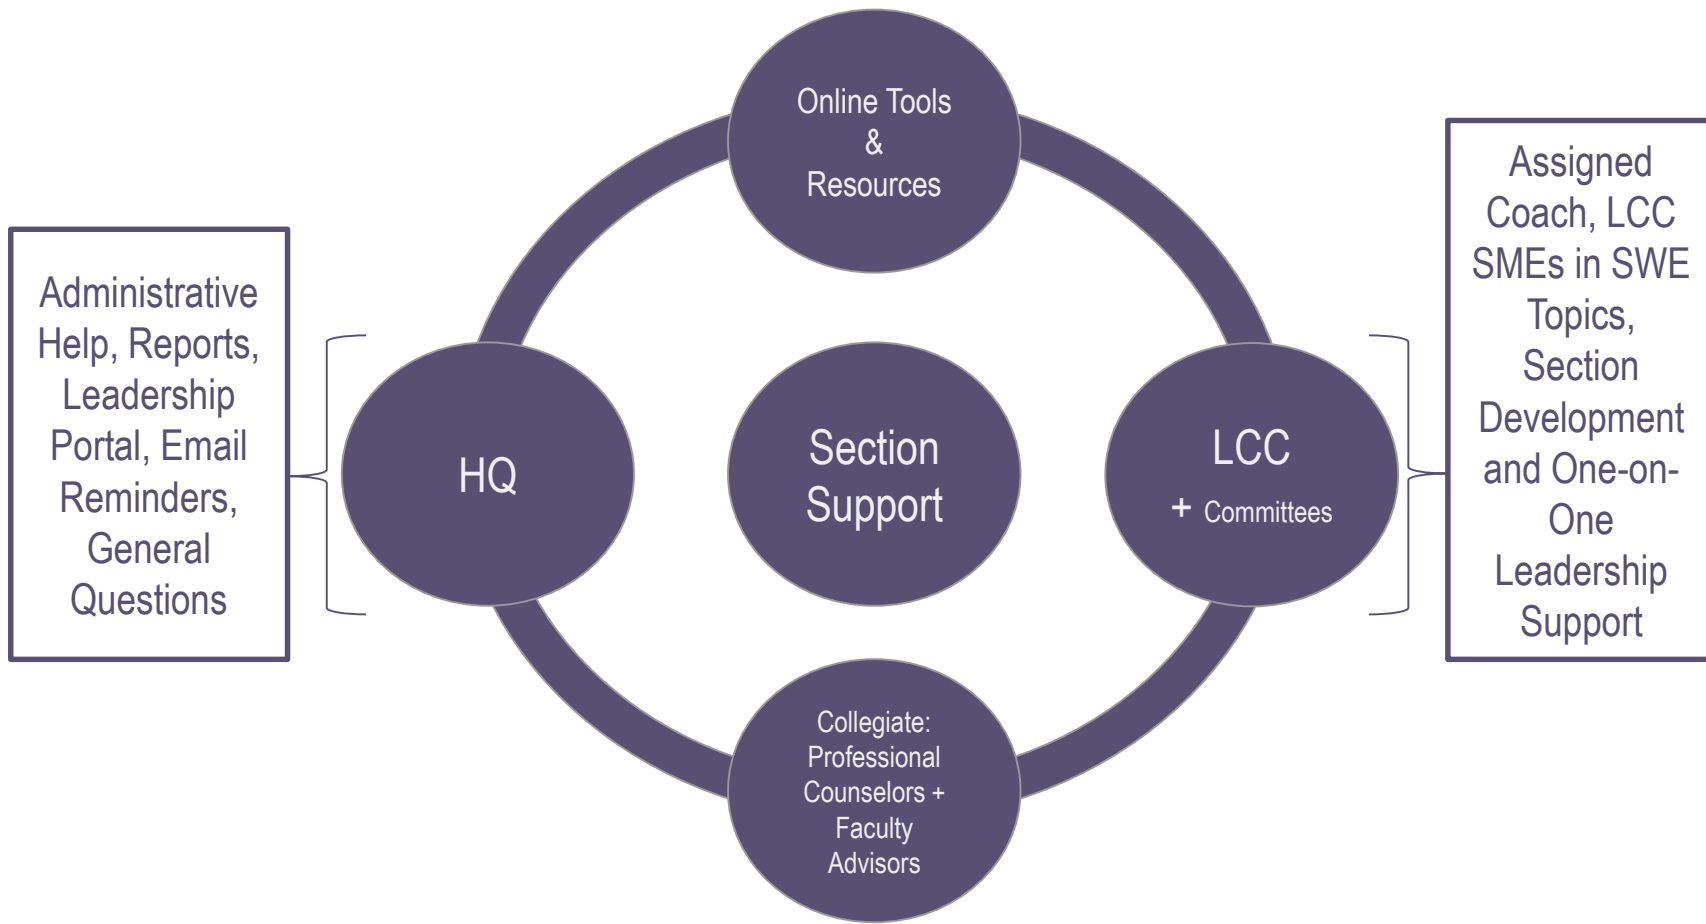 Online Tools
&
Resources
Administrative
Help, Reports,
Leadership
Portal, Email
Reminders,
General
Questions
HQ
Section
Support
LCC
+ Committees
Assigned
Coach, LCC
SMEs in SWE
Topics,
Section
Development
and One-on-
One
Leadership
Support
Collegiate:
Professional
Counselors +
Faculty
Advisors